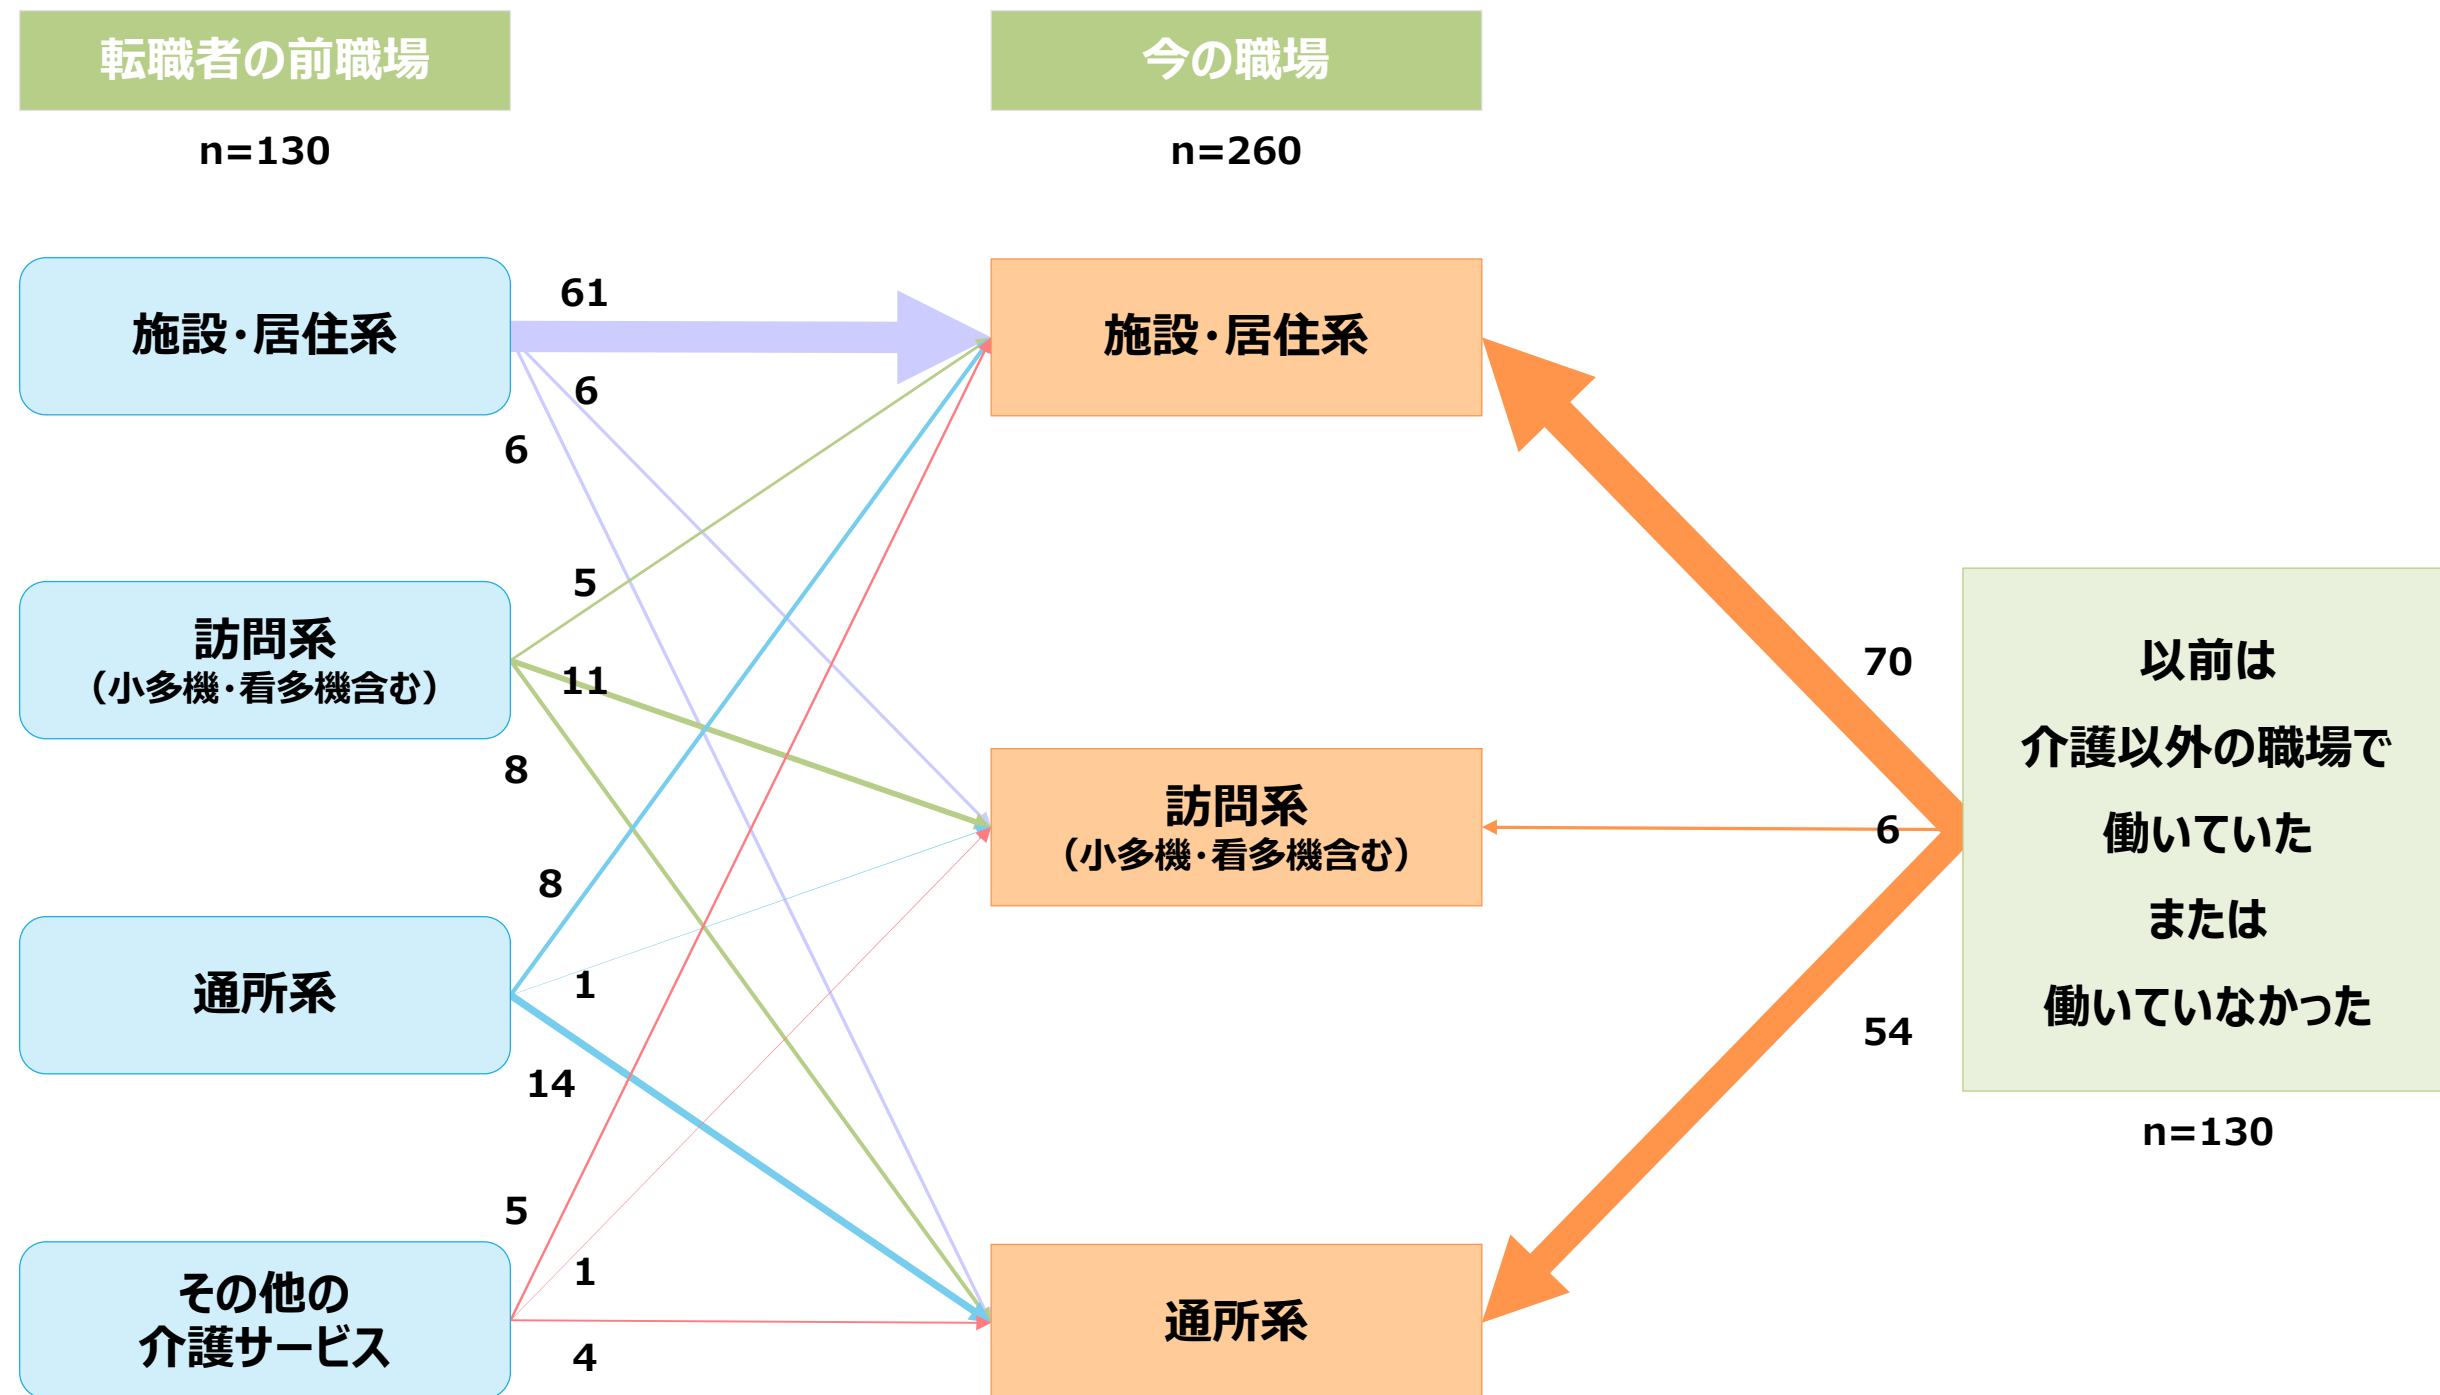 転職者の前職場
今の職場
n=130
n=260
施設・居住系
61
6
6
施設・居住系
訪問系
（小多機・看多機含む）
5
11
8
訪問系
（小多機・看多機含む）
通所系
8
1
14
通所系
その他の
介護サービス
5
1
4
70
6
54
以前は
介護以外の職場で
働いていた
または
働いていなかった
n=130